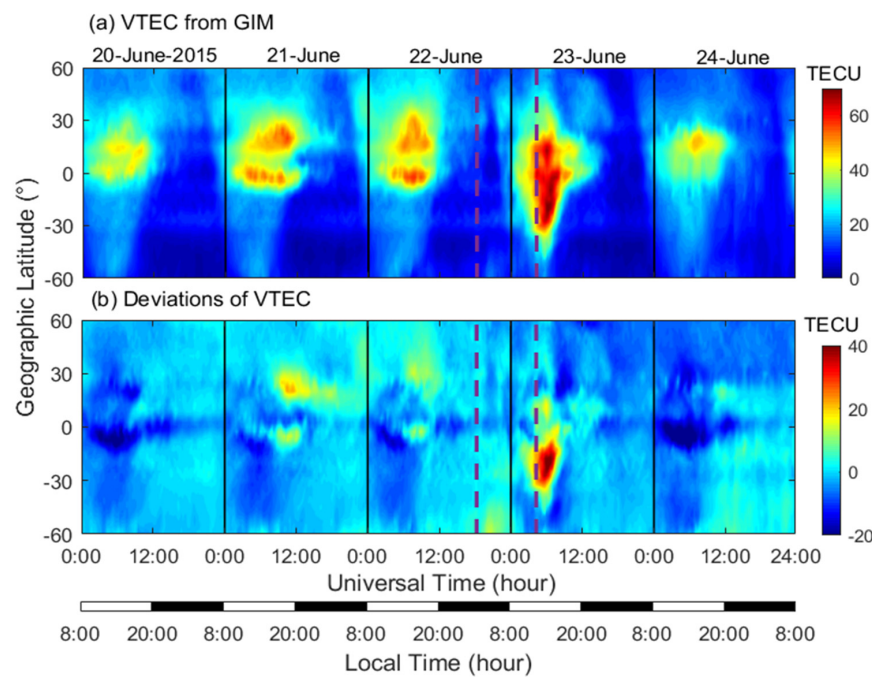 (a) VTEC from GIM
20-June-2015 21-June 22-June 23-June 24-June
TECU
60
30
0
-30
-60
60
40
20
0
Geographic Latitude (°)
(b) Deviations of VTEC
TECU
60
30
0
-30
-60
40
20
0
-20
0:00 12:00 0:00 12:00 0:00 12:00 0:00 12:00 0:00 12:00 24:00
Universal Time (hour)
8:00 20:00 8:00 20:00 8:00 20:00 8:00 20:00 8:00 20:00 8:00
Local Time (hour)